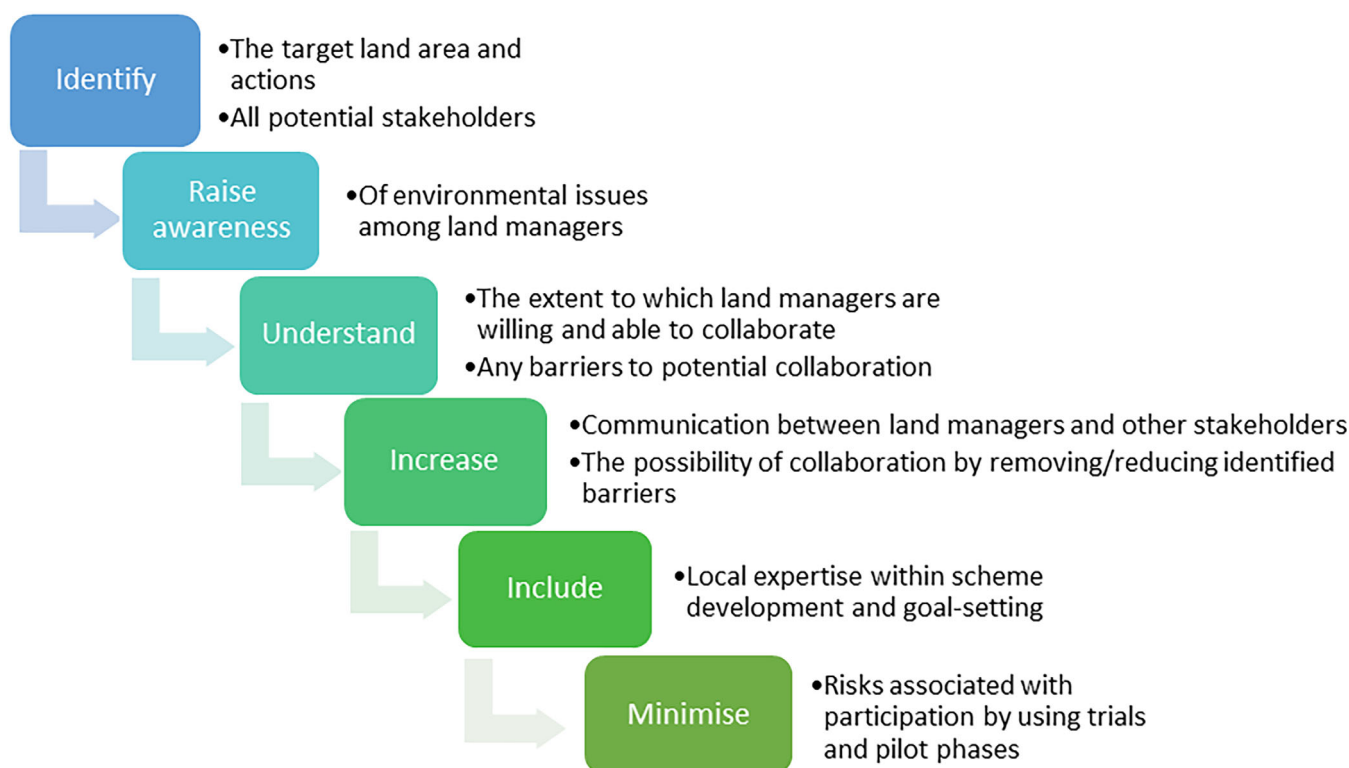 Identify
•The target land area and
actions
•All potential stakeholders
Raise
awareness
•Of environmental issues
among land managers
Understand
•The extent to which land managers are
willing and able to collaborate
•Any barriers to potential collaboration
Increase
•Communication between land managers and other stakeholders
•The possibility of collaboration by removing/reducing identified
barriers
Include
•Local expertise within scheme
development and goal-setting
Minimise
•Risks associated with
participation by using trials
and pilot phases